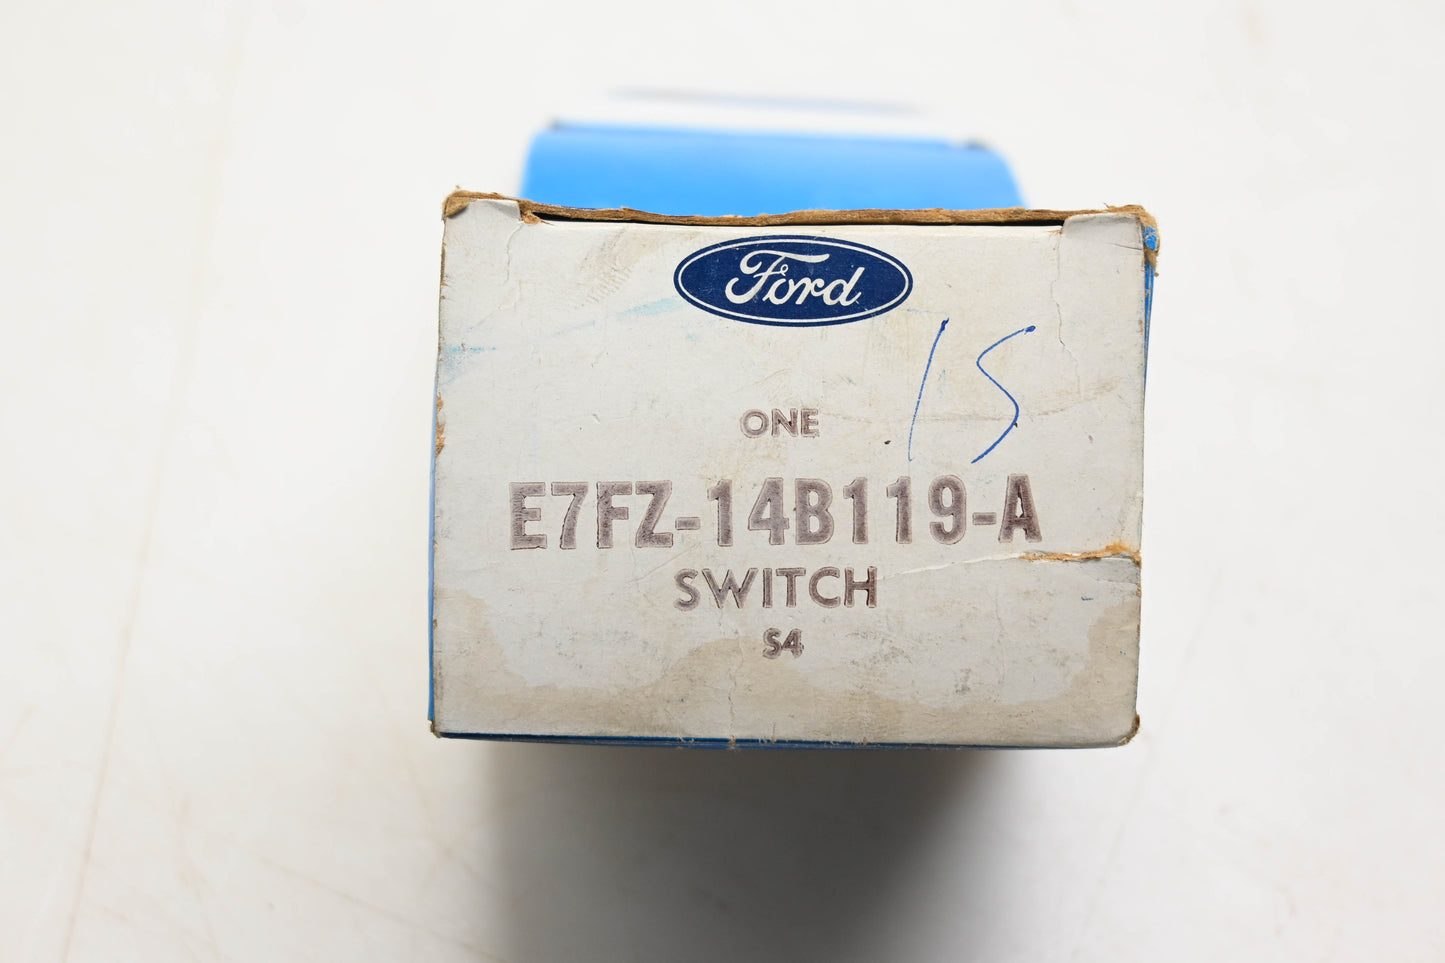 Ford
15
ONE
E7FZ-14B119-A
SWITCH
S4